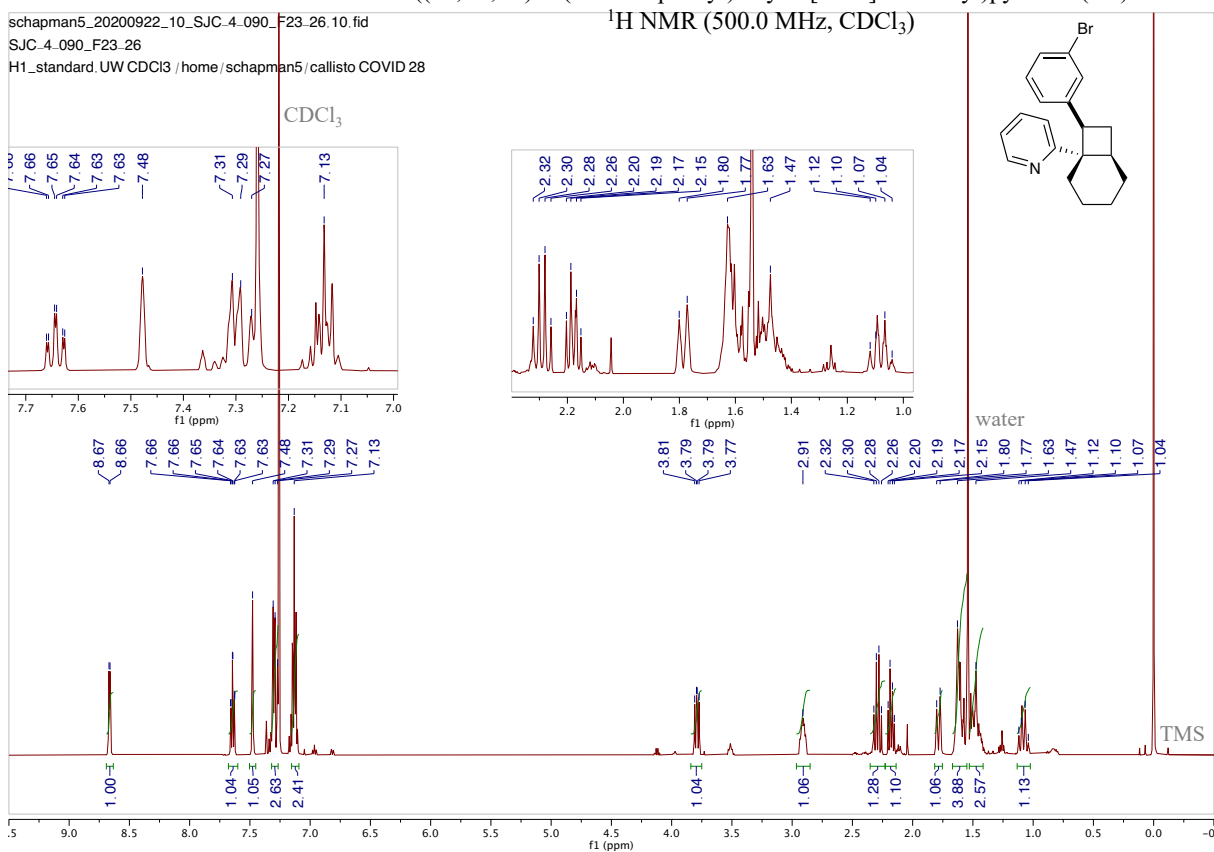 ¹H NMR (500.0 MHz, CDCl₃)
schapman5_20200922_10_SJC_4_090_F23_26.10.fid
SJC_4_090_F23_26
H1_standard.UW CDCl3 /home/schapman5/callisto COVID 28
Br
N
CDCl₃
7.66 7.65 7.64 7.63 7.63 7.48 7.31 7.29 7.27 7.13
7.7 7.6 7.5 7.4 7.3 7.2 7.1 7.0
f1 (ppm)
2.32 2.30 2.28 2.26 2.20 2.19 2.17 2.15 1.80 1.77 1.63 1.47 1.12 1.10 1.07 1.04
2.2 2.0 1.8 1.6 1.4 1.2 1.0
f1 (ppm)
water
8.67 8.66 7.66 7.66 7.65 7.64 7.63 7.63 7.48 7.31 7.29 7.27 7.13 3.81 3.79 3.79 3.77 2.91 2.32 2.30 2.28 2.26 2.20 2.19 2.17 2.15 1.80 1.77 1.63 1.47 1.12 1.10 1.07 1.04
TMS
1.00 1.04 1.05 2.63 2.41 1.04 1.06 1.28 1.10 1.06 3.88 2.57 1.13
.5 9.0 8.5 8.0 7.5 7.0 6.5 6.0 5.5 5.0 4.5 4.0 3.5 3.0 2.5 2.0 1.5 1.0 0.5 0.0
f1 (ppm)